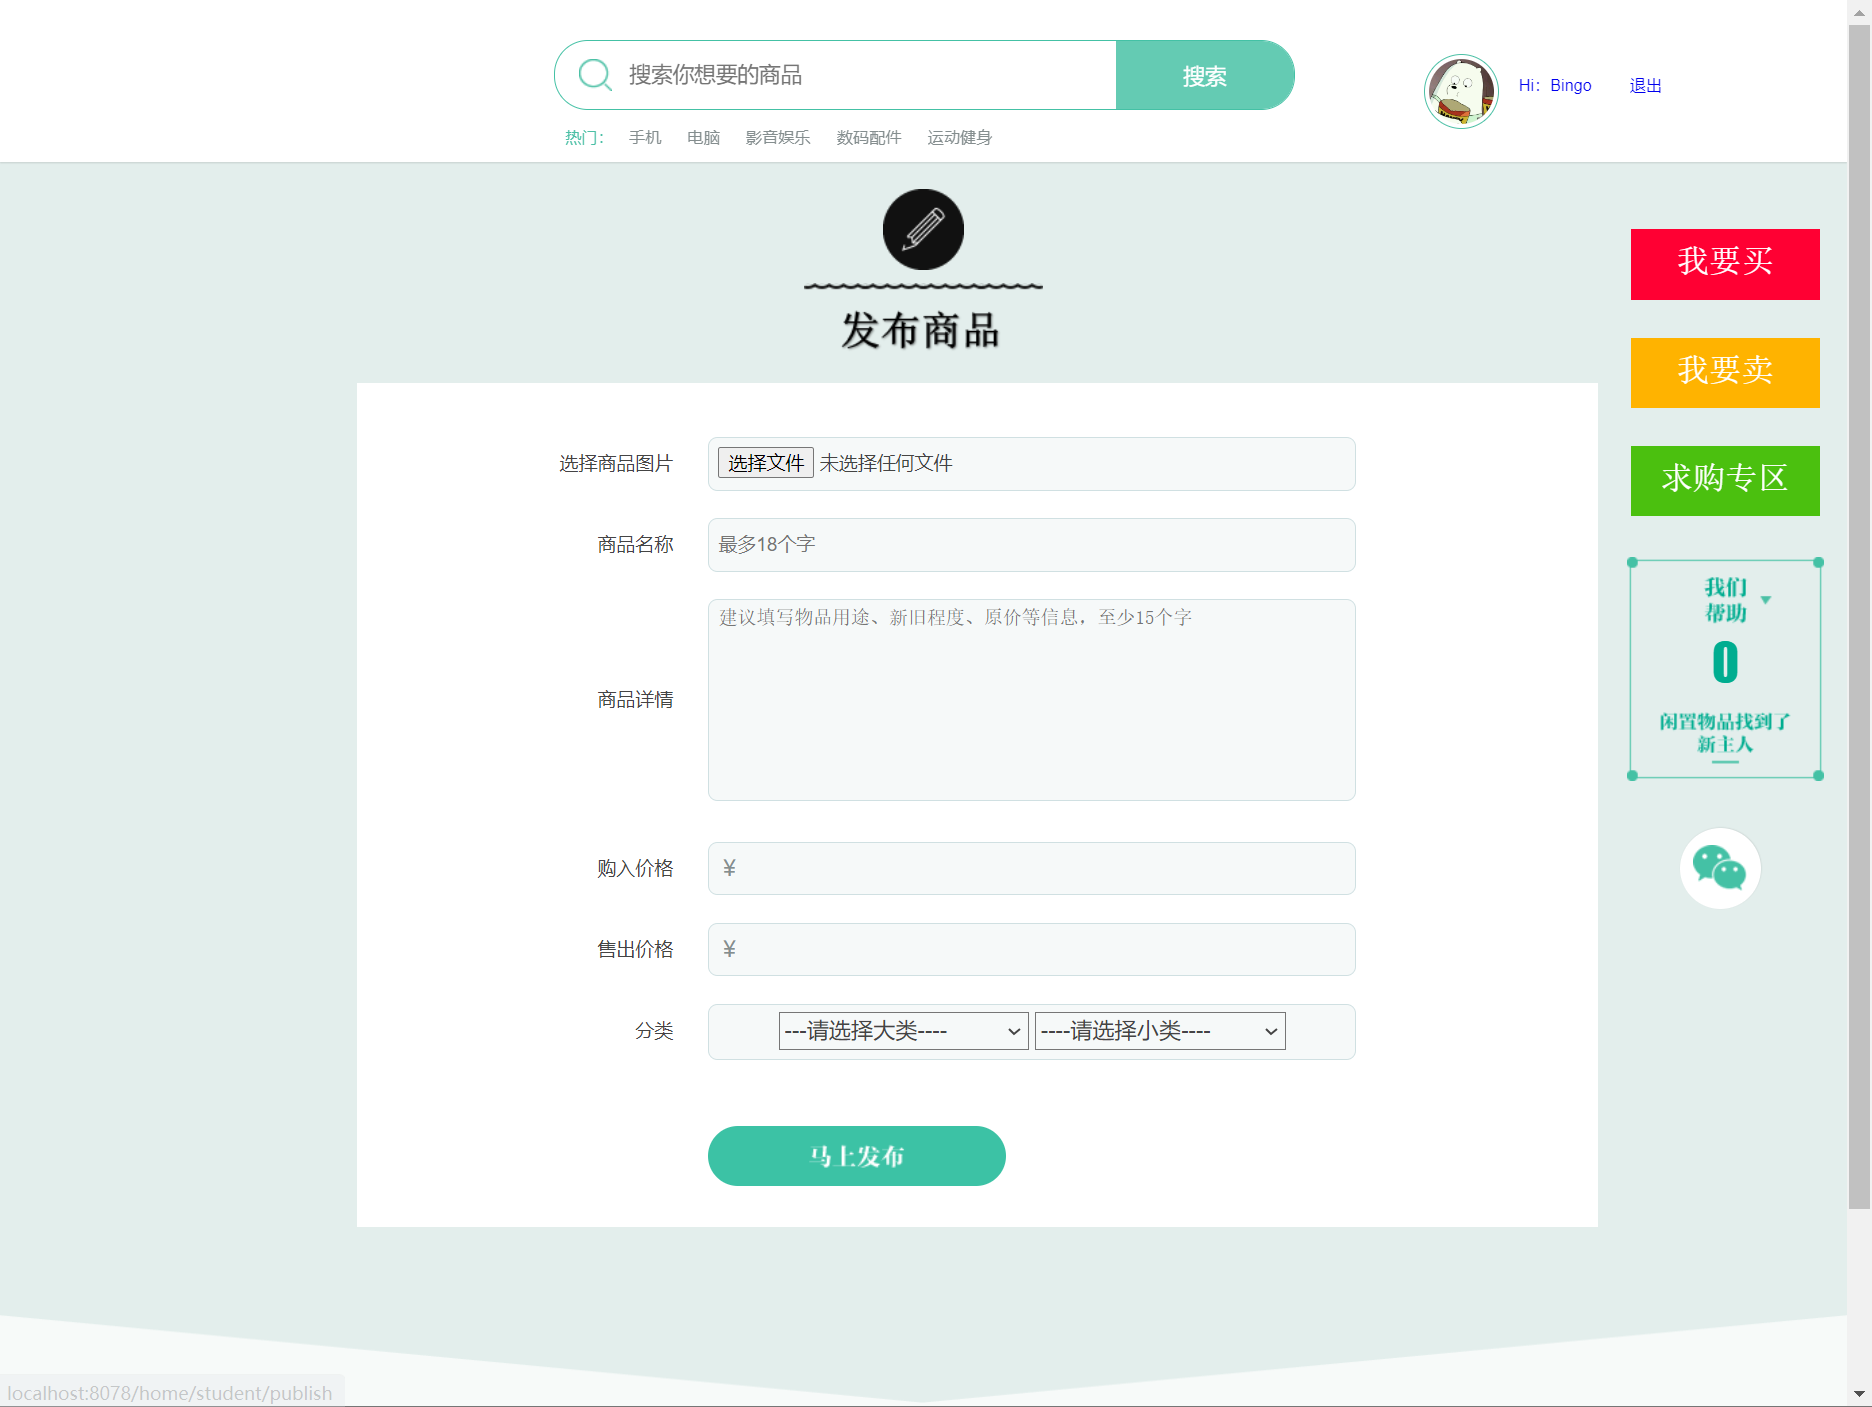 搜索你想要的商品
搜索
Hi：Bingo
退出
热门：
手机
电脑
影音娱乐
数码配件
运动健身
发布商品
我要买
我要卖
求购专区
我们
帮助
0
闲置物品找到了
新主人
选择商品图片
选择文件 未选择任何文件
商品名称
最多18个字
商品详情
建议填写物品用途、新旧程度、原价等信息，至少15个字
购入价格
¥
售出价格
¥
分类
---请选择大类----
----请选择小类----
马上发布
localhost:8078/home/student/publish